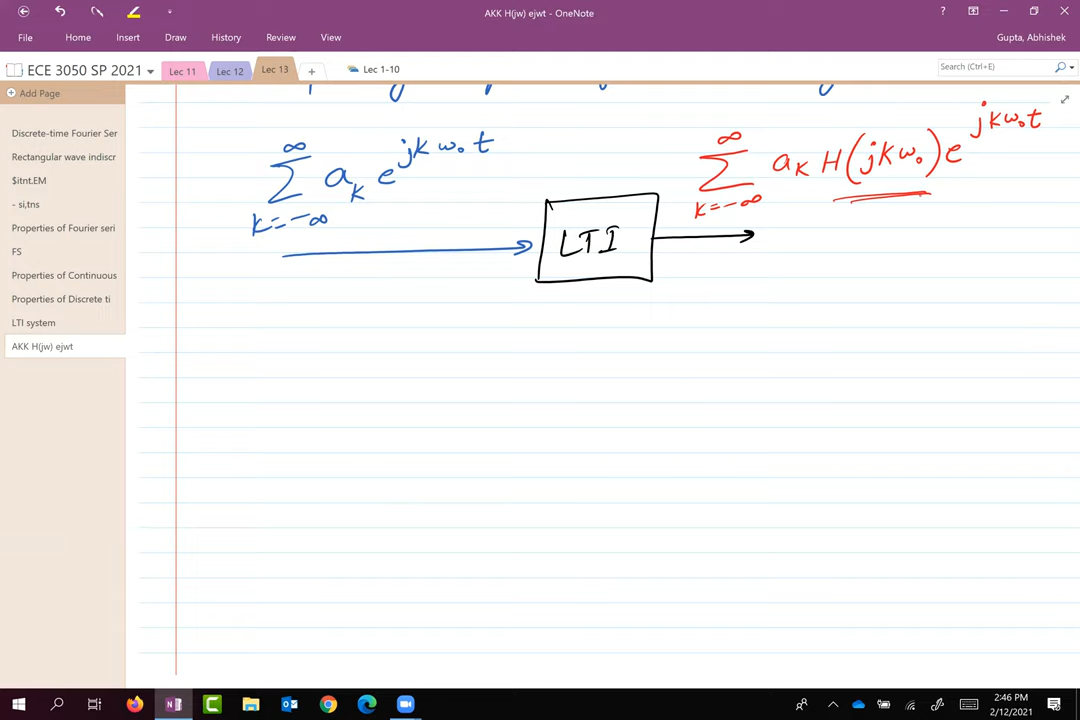 AKK H(jw) ejwt - OneNote
File Home Insert Draw History Review View
Gupta, Abhishek
ECE 3050 SP 2021
Lec 11 Lec 12 Lec 13 + Lec 1-10
Search (Ctrl+E)
Add Page
Discrete-time Fourier Ser
Rectangular wave indiscr
$itnt.EM
- si,tns
Properties of Fourier seri
FS
Properties of Continuous
Properties of Discrete ti
LTI system
AKK H(jw) ejwt
∑_{k=-∞}^{∞} a_k e^{jkω₀t}
LTI
∑_{k=-∞}^{∞} a_k H(jkω₀) e^{jkω₀t}
2:46 PM
2/12/2021